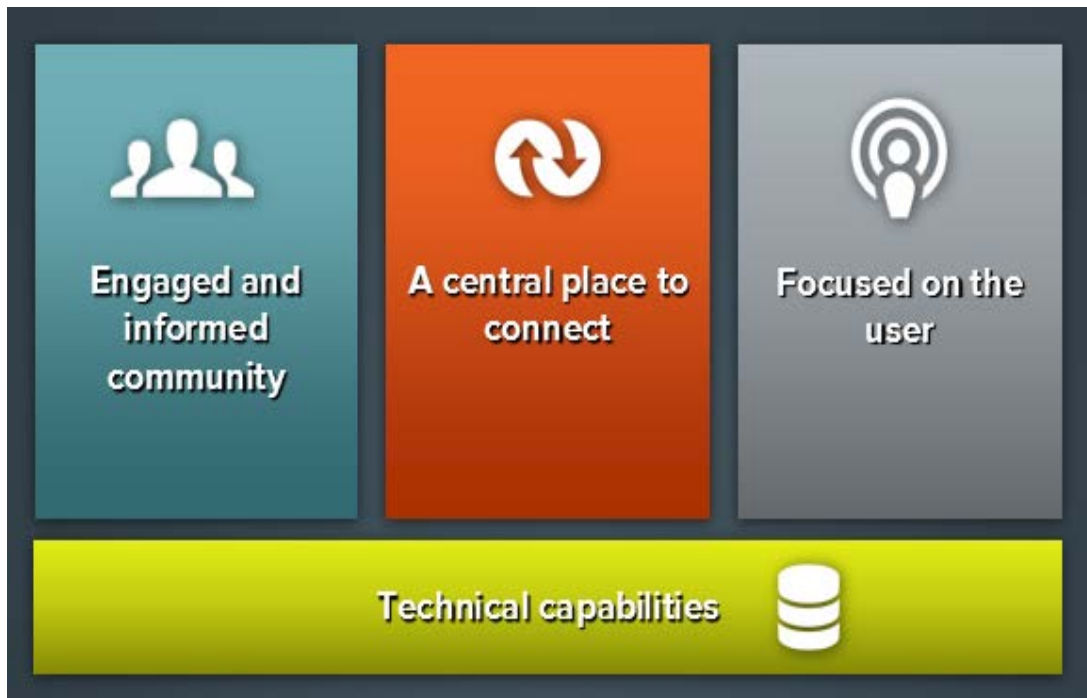 Engaged and
informed
community
A central place to
connect
Focused on the
user
Technical capabilities